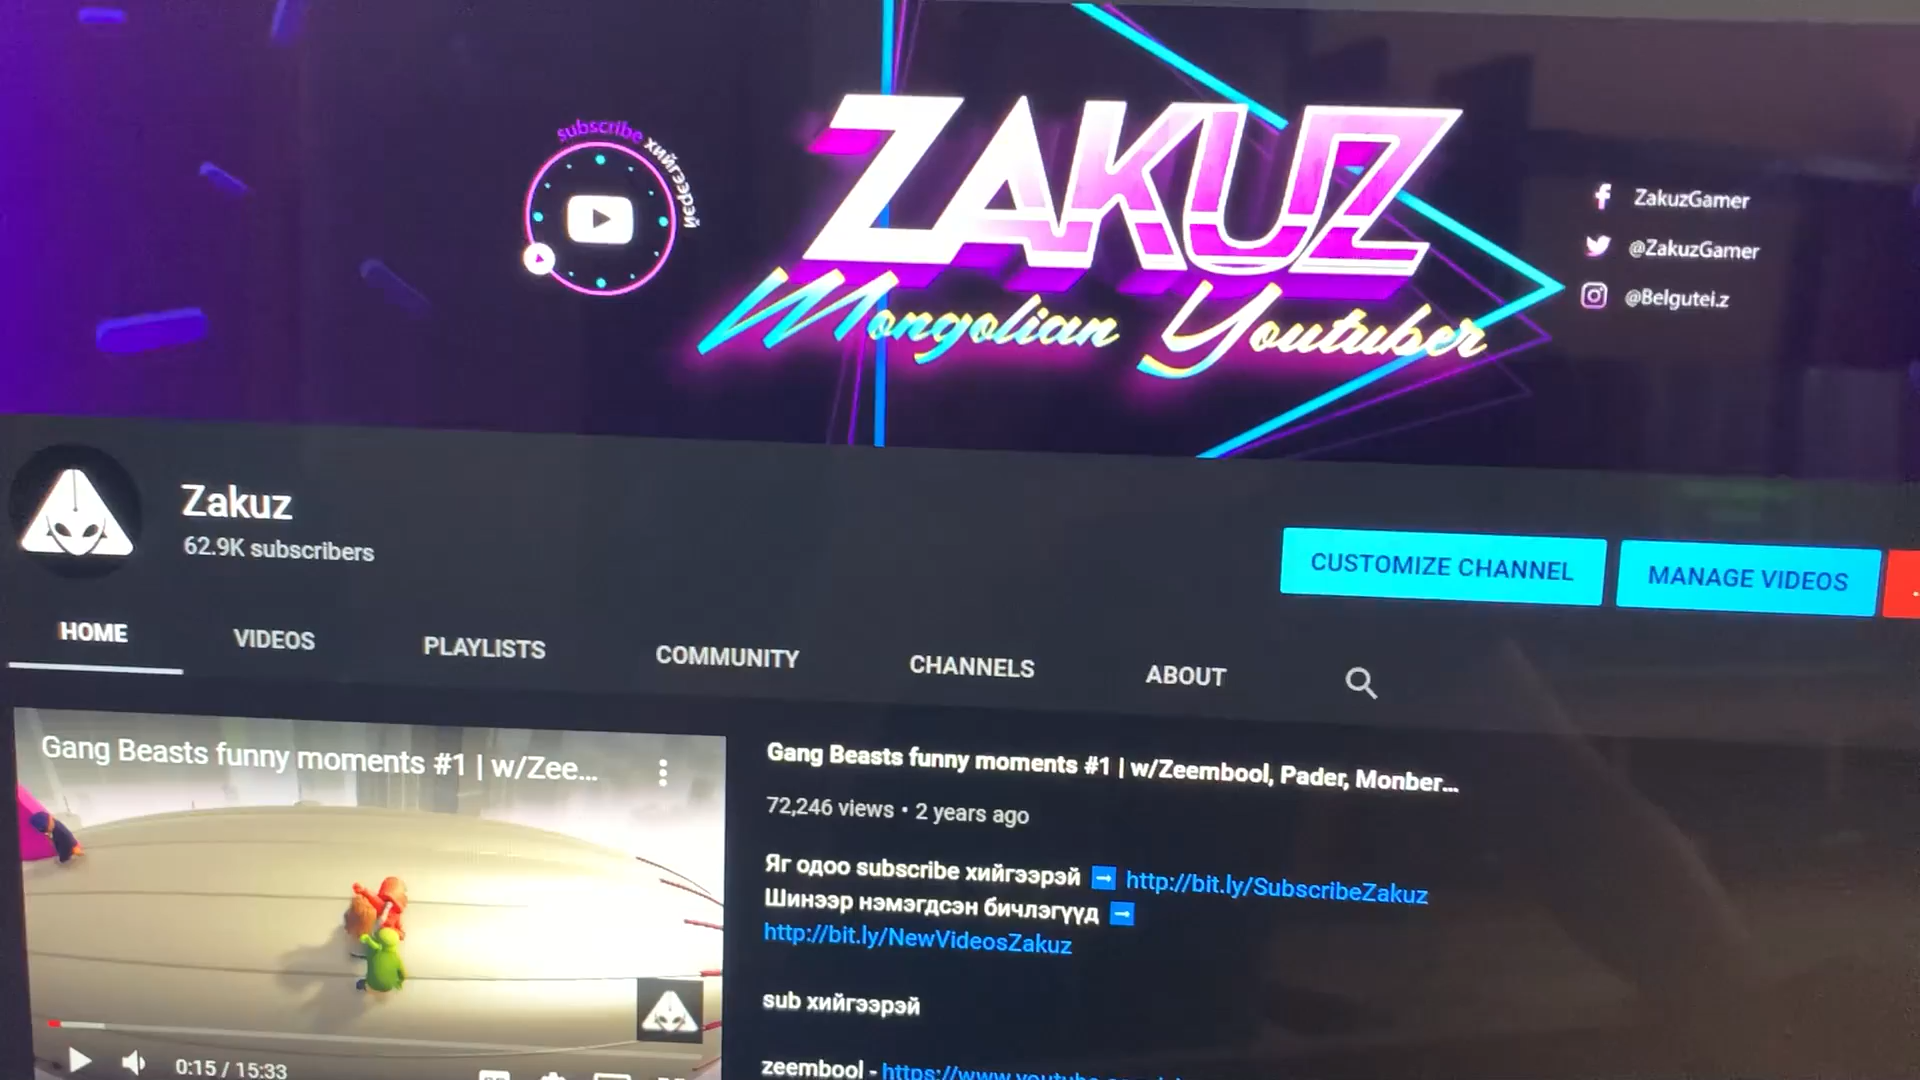 subscribe хийгээрэй
ZAKUZ
Mongolian Youtuber
ZakuzGamer
@ZakuzGamer
@Belgutei.z
Zakuz
62.9K subscribers
CUSTOMIZE CHANNEL
MANAGE VIDEOS
HOME
VIDEOS
PLAYLISTS
COMMUNITY
CHANNELS
ABOUT
Gang Beasts funny moments #1 | w/Zee...
0:15 / 15:33
Gang Beasts funny moments #1 | w/Zeembool, Pader, Monber...
72,246 views • 2 years ago
Яг одоо subscribe хийгээрэй ➡ http://bit.ly/SubscribeZakuz
Шинээр нэмэгдсэн бичлэгүүд ➡
http://bit.ly/NewVideosZakuz
sub хийгээрэй
zeembool -